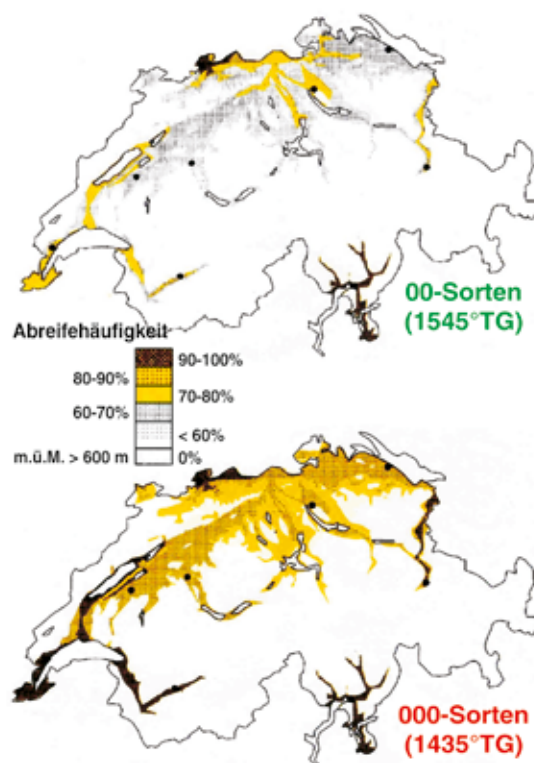 00-Sorten
(1545°TG)
Abreifehäufigkeit
90-100%
80-90%
70-80%
60-70%
< 60%
m.ü.M. > 600 m
0%
000-Sorten
(1435°TG)